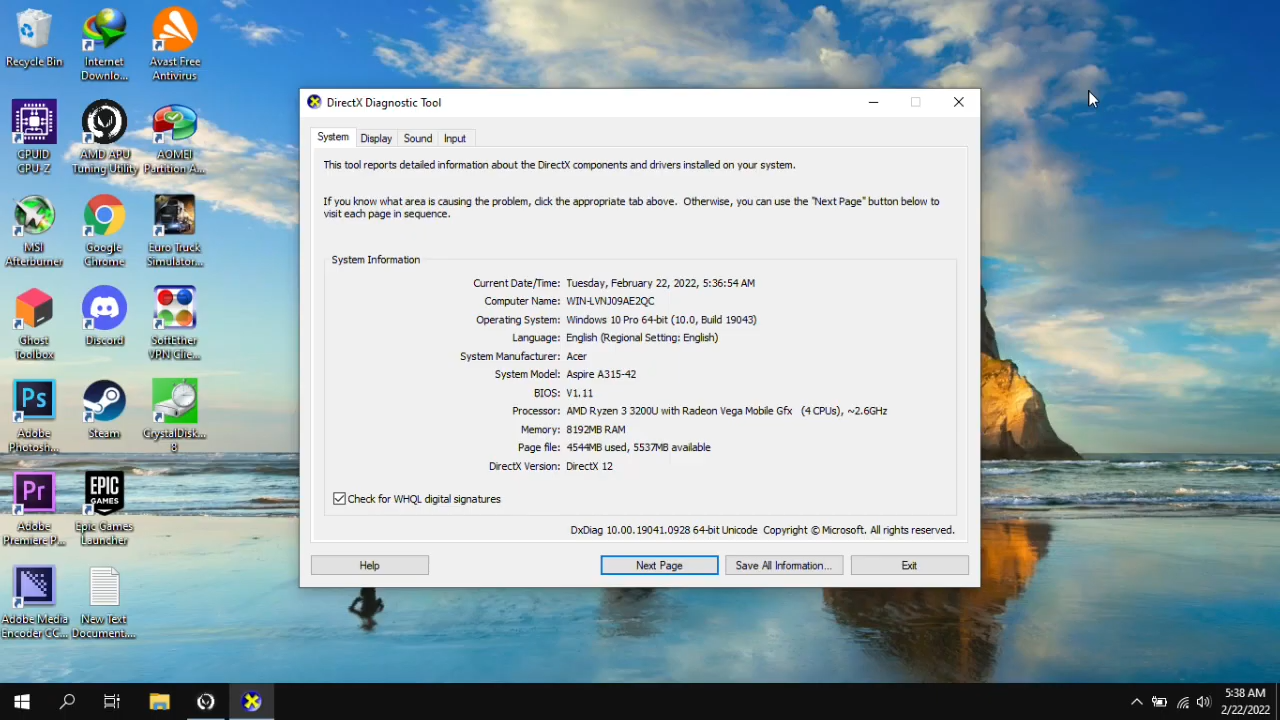 Recycle Bin
Internet
Downlo...
Avast Free
Antivirus
CPUID
CPU-Z
AMD APU
Tuning Utility
AOMEI
Partition A...
MSI
Afterburner
Google
Chrome
Euro Truck
Simulator...
Ghost
Toolbox
Discord
SoftEther
VPN Clie...
Ps
Adobe
Photosh...
Steam
CrystalDisk...
8
Pr
Adobe
Premiere P...
EPIC
GAMES
Epic Games
Launcher
Adobe Media
Encoder CC...
New Text
Document....
DirectX Diagnostic Tool
System
Display
Sound
Input
This tool reports detailed information about the DirectX components and drivers installed on your system.
If you know what area is causing the problem, click the appropriate tab above.  Otherwise, you can use the "Next Page" button below to
visit each page in sequence.
System Information
Current Date/Time: Tuesday, February 22, 2022, 5:36:54 AM
Computer Name: WIN-LVNJ09AE2QC
Operating System: Windows 10 Pro 64-bit (10.0, Build 19043)
Language: English (Regional Setting: English)
System Manufacturer: Acer
System Model: Aspire A315-42
BIOS: V1.11
Processor: AMD Ryzen 3 3200U with Radeon Vega Mobile Gfx   (4 CPUs), ~2.6GHz
Memory: 8192MB RAM
Page file: 4544MB used, 5537MB available
DirectX Version: DirectX 12
Check for WHQL digital signatures
DxDiag 10.00.19041.0928 64-bit Unicode  Copyright © Microsoft. All rights reserved.
Help
Next Page
Save All Information...
Exit
5:38 AM
2/22/2022